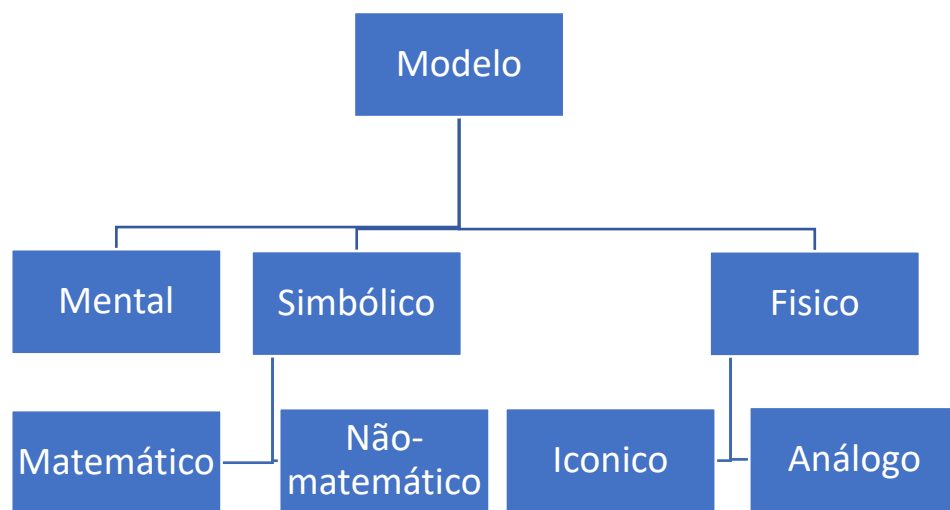 Modelo
Mental
Simbólico
Fisico
Matemático
Não-
matemático
Iconico
Análogo